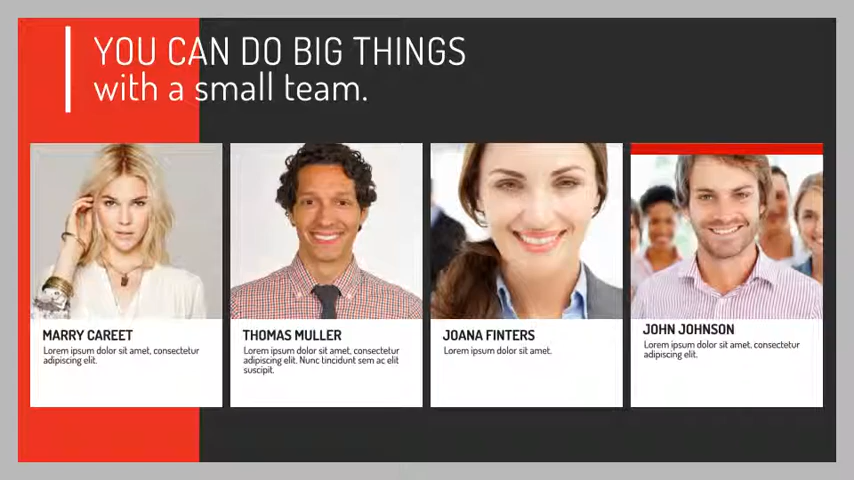 YOU CAN DO BIG THINGS
with a small team.
MARRY CAREET
Lorem ipsum dolor sit amet, consectetur
adipiscing elit.
THOMAS MULLER
Lorem ipsum dolor sit amet, consectetur
adipiscing elit. Nunc tincidunt sem ac elit
suscipit.
JOANA FINTERS
Lorem ipsum dolor sit amet.
JOHN JOHNSON
Lorem ipsum dolor sit amet, consectetur
adipiscing elit.